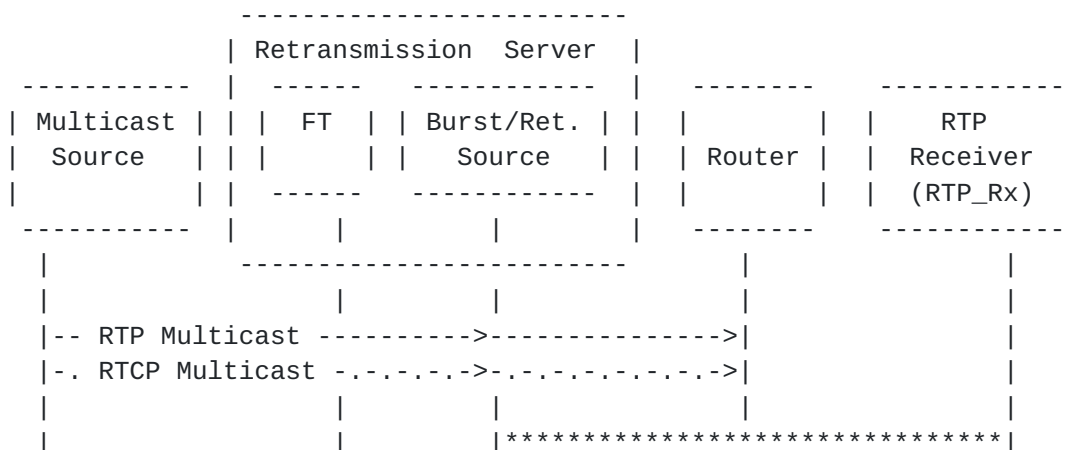 -------------------------
              | Retransmission  Server  |
 -----------  |  ------   ------------  |   --------    ------------
| Multicast | | |  FT  | | Burst/Ret. | |  |        |  |    RTP
|  Source   | | |      | |   Source   | |  | Router |  |  Receiver
|           | |  ------   ------------  |  |        |  |  (RTP_Rx)
 -----------  |      |         |        |   --------    ------------
  |            -------------------------       |                |
  |                  |         |               |                |
  |-- RTP Multicast ---------->--------------->|                |
  |-. RTCP Multicast -.-.-.-.->-.-.-.-.-.-.-.->|                |
  |                  |         |               |                |
  |                  |         |********************************|